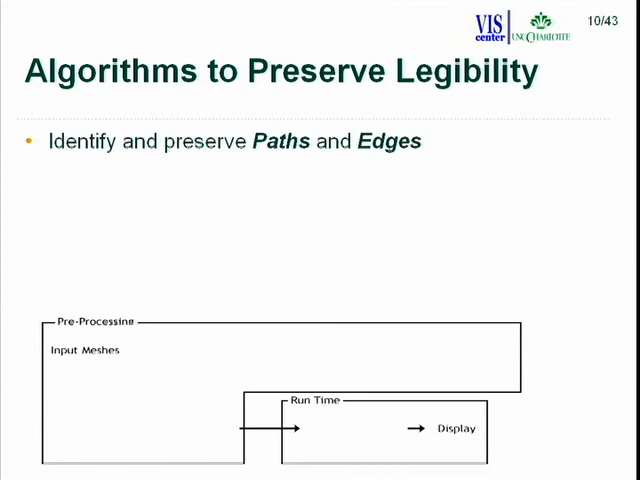 VIS
center
UNC CHARLOTTE
10/43
Algorithms to Preserve Legibility
• Identify and preserve Paths and Edges
Pre-Processing
Input Meshes
Run Time
Display